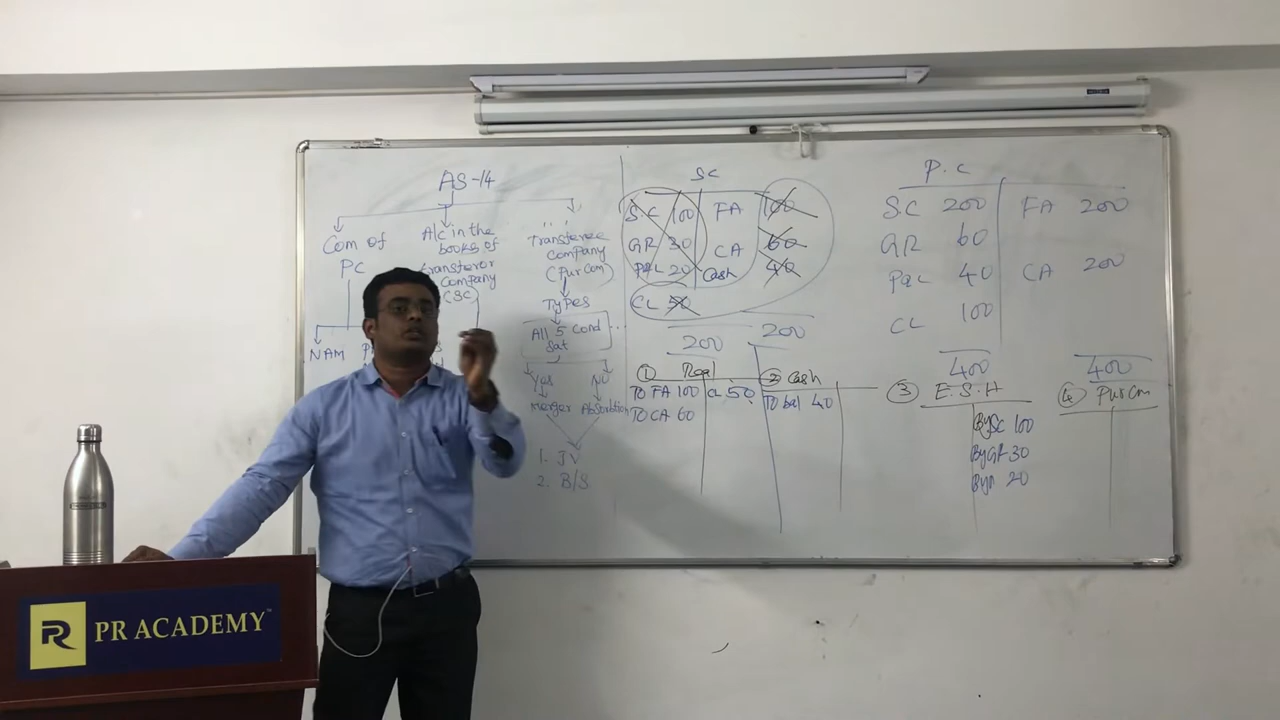 AS-14
Com of
PC
NAM
A/C in the
books of
transferor
company
(SC)
Transferee
company
(Pur Com)
Types
All 5 cond
sat
Yes
No
merger
Absorbtion
1. JV
2. B/S
SC
SC 100 FA 100
GR 30 CA 60
P&L 20 Cash 40
CL 50
200 200
P.C
SC 200 FA 200
GR 60
P&L 40 CA 200
CL 100
400 400
① Real
TO FA 100 CL 50
TO CA 60
② Cash
To bal 40
③ E.S.H
By SC 100
By GR 30
20
④ Pur Com
PR ACADEMY™